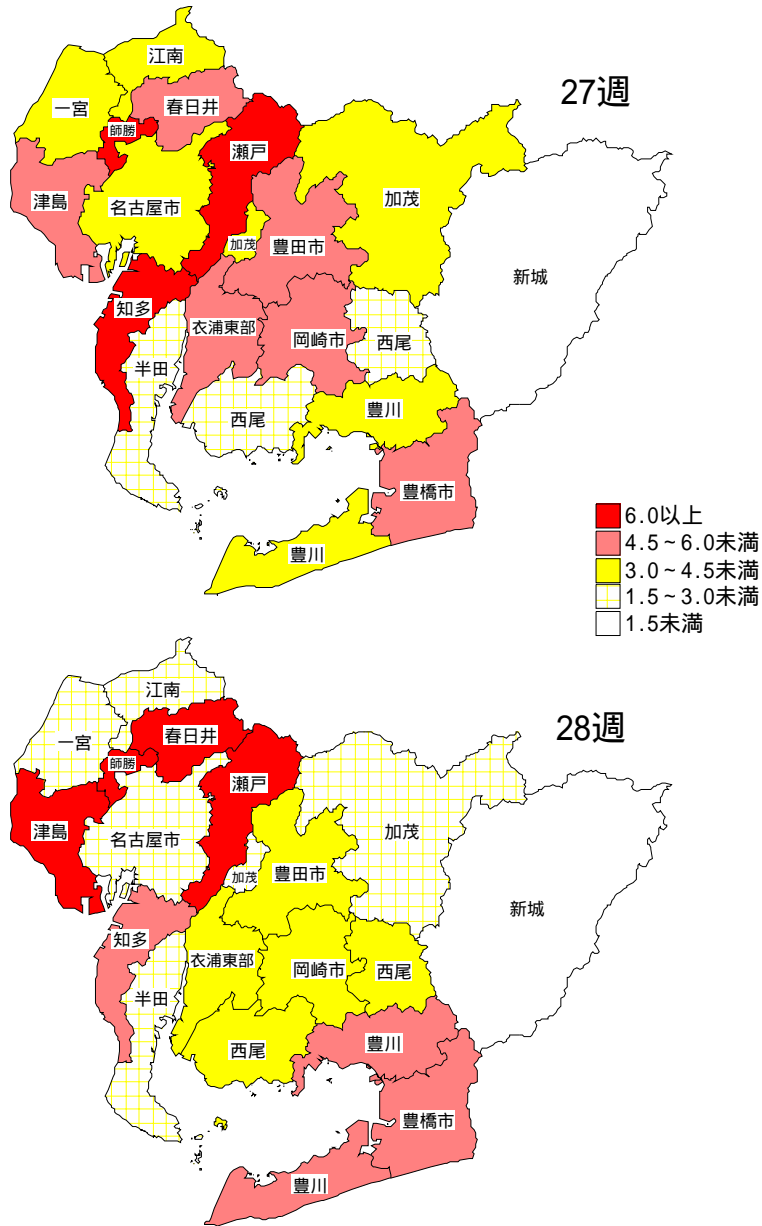 江南
27週
一宮
春日井
師勝
瀬戸
津島
名古屋市
加茂
加茂
豊田市
新城
知多
衣浦東部
岡崎市
西尾
半田
西尾
豊川
豊橋市
豊川
6.0以上
4.5~6.0未満
3.0~4.5未満
1.5~3.0未満
1.5未満
江南
28週
一宮
春日井
師勝
瀬戸
津島
名古屋市
加茂
加茂
豊田市
新城
知多
衣浦東部
岡崎市
西尾
半田
西尾
豊川
豊橋市
豊川